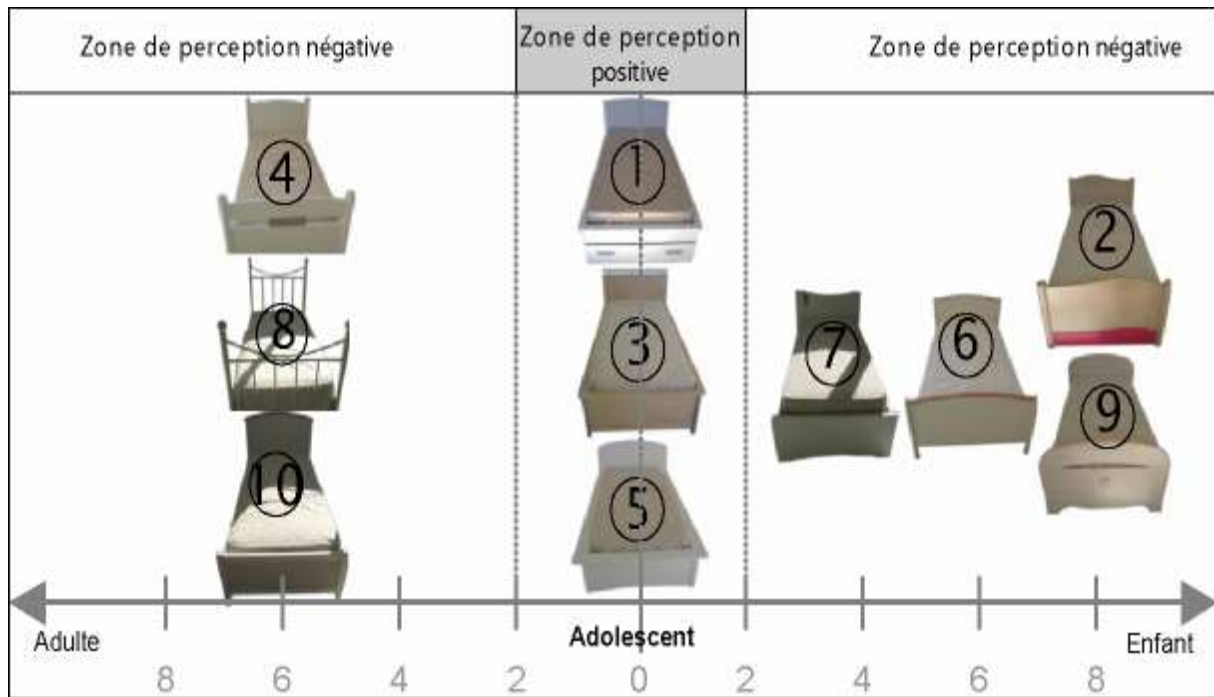 Zone de perception négative
Zone de perception
positive
Zone de perception négative
4
1
2
8
3
7
6
9
10
5
Adulte
Adolescent
Enfant
8 6 4 2 0 2 4 6 8